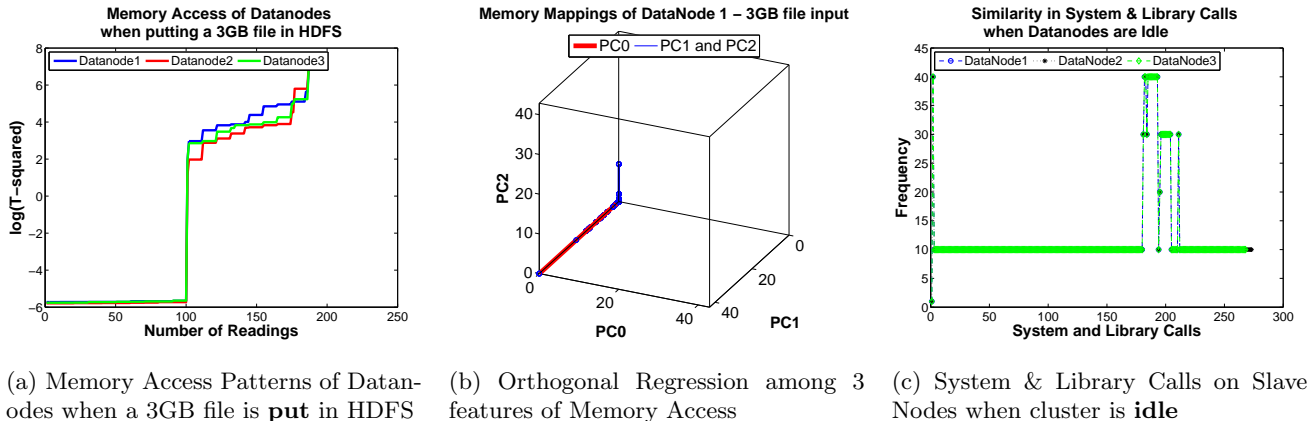 Memory Access of Datanodes
when putting a 3GB file in HDFS
8
6
4
2
0
−2
−4
−6
log(T−squared)
Datanode1 Datanode2 Datanode3
0 50 100 150 200 250
Number of Readings
(a) Memory Access Patterns of Datan-
odes when a 3GB file is put in HDFS
Memory Mappings of DataNode 1 − 3GB file input
PC0 PC1 and PC2
40
30
20
10
0
PC2
0 20 40
PC0
0
20
40
PC1
(b) Orthogonal Regression among 3
features of Memory Access
Similarity in System & Library Calls
when Datanodes are Idle
45
40
35
30
25
20
15
10
5
0
Frequency
DataNode1 DataNode2 DataNode3
0 50 100 150 200 250 300
System and Library Calls
(c) System & Library Calls on Slave
Nodes when cluster is idle